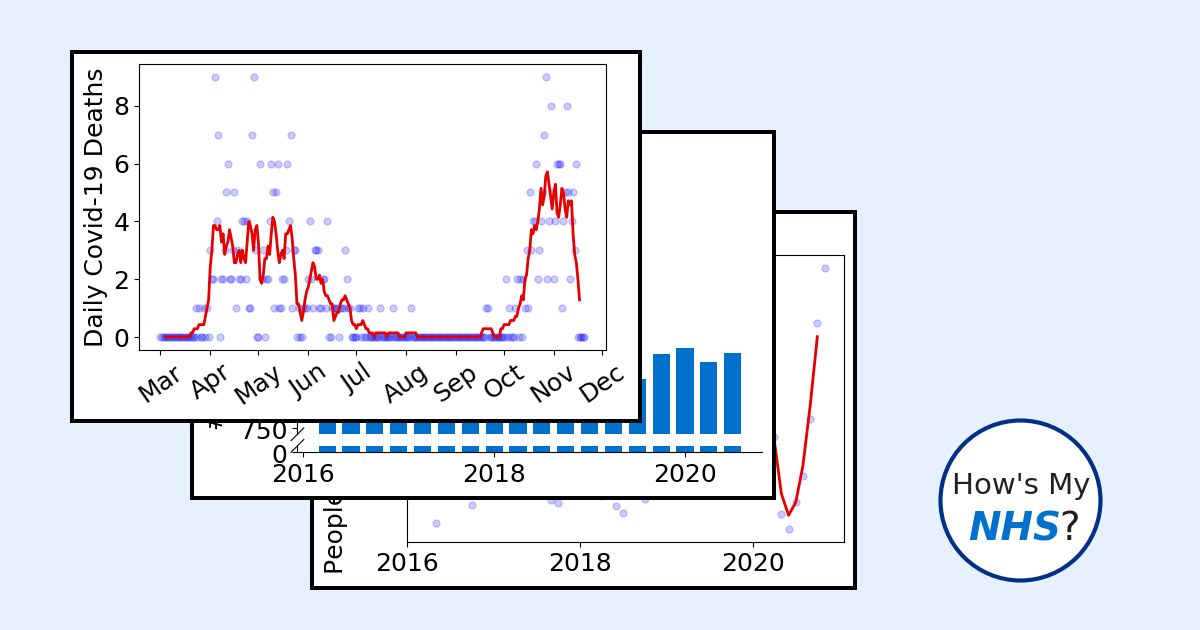 Daily Covid-19 Deaths
8
6
4
2
0
Mar Apr May Jun Jul Aug Sep Oct Nov Dec
750
0
2016 2018 2020
People
2016 2018 2020
How's My
NHS?